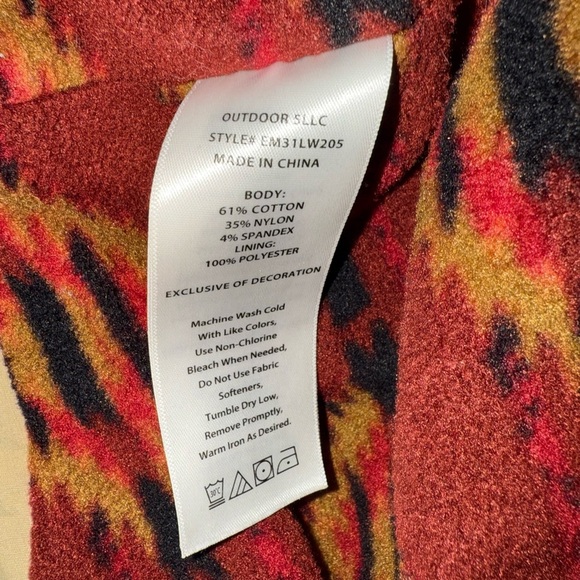 OUTDOOR 5LLC
STYLE# EM31LW205
MADE IN CHINA
BODY:
61% COTTON
35% NYLON
4% SPANDEX
LINING:
100% POLYESTER
EXCLUSIVE OF DECORATION
Machine Wash Cold
With Like Colors,
Use Non-Chlorine
Bleach When Needed,
Do Not Use Fabric
Softeners,
Tumble Dry Low,
Remove Promptly,
Warm Iron As Desired.
30°C